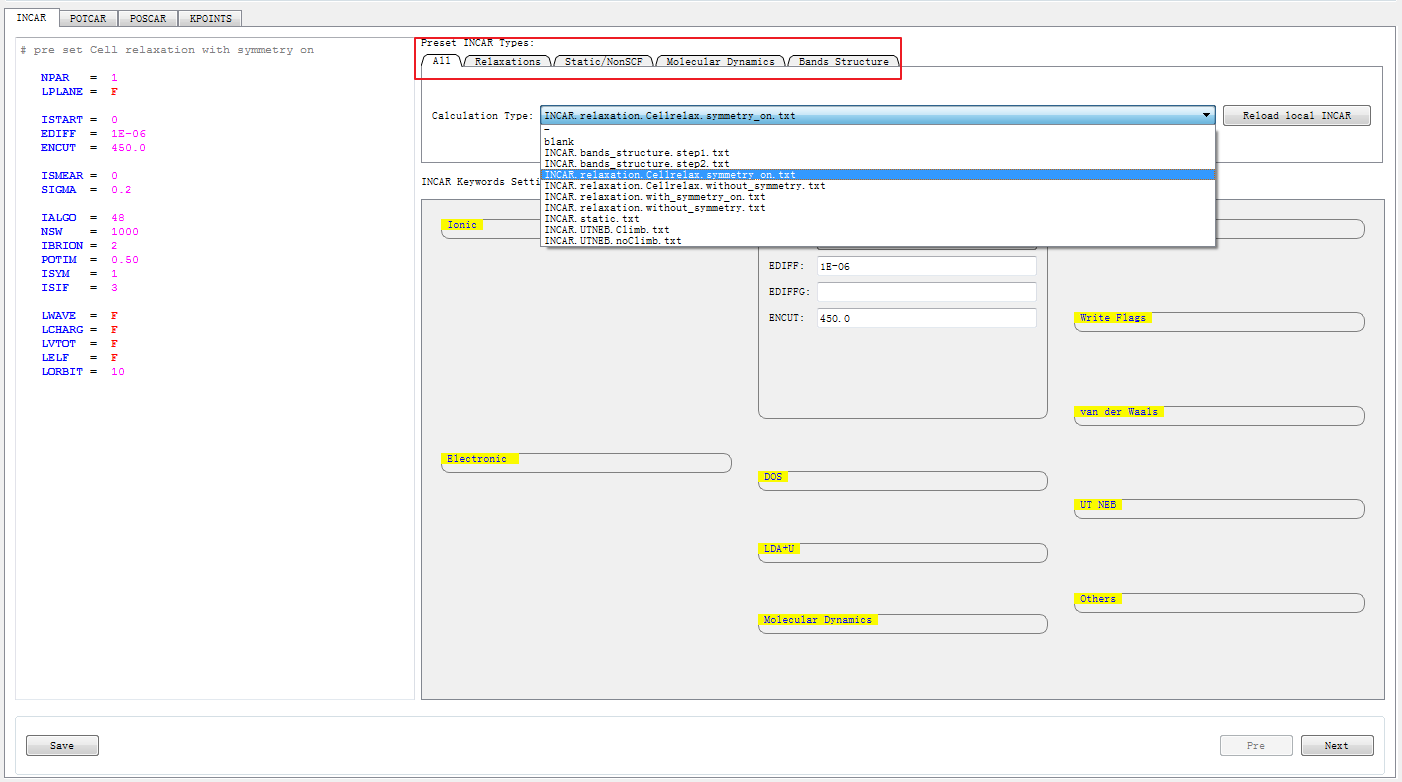 INCAR POTCAR POSCAR KPOINTS
# pre set Cell relaxation with symmetry on
NPAR = 1
LPLANE = F
ISTART = 0
EDIFF = 1E-06
ENCUT = 450.0
ISMEAR = 0
SIGMA = 0.2
IALGO = 48
NSW = 1000
IBRION = 2
POTIM = 0.50
ISYM = 1
ISIF = 3
LWAVE = F
LCHARG = F
LVTOT = F
LELF = F
LORBIT = 10
Preset INCAR Types:
All Relaxations Static/NonSCF Molecular Dynamics Bands Structure
Calculation Type: INCAR.relaxation.Cellrelax.symmetry_on.txt Reload local INCAR
-
blank
INCAR.bands_structure.step1.txt
INCAR.bands_structure.step2.txt
INCAR.relaxation.Cellrelax.symmetry_on.txt
INCAR.relaxation.Cellrelax.without_symmetry.txt
INCAR.relaxation.with_symmetry_on.txt
INCAR.relaxation.without_symmetry.txt
INCAR.static.txt
INCAR.UTNEB.Climb.txt
INCAR.UTNEB.noClimb.txt
INCAR Keywords Setti
Ionic
EDIFF: 1E-06
EDIFFG:
ENCUT: 450.0
Write Flags
van der Waals
Electronic
DOS
UT NEB
LDA+U
Others
Molecular Dynamics
Save Pre Next